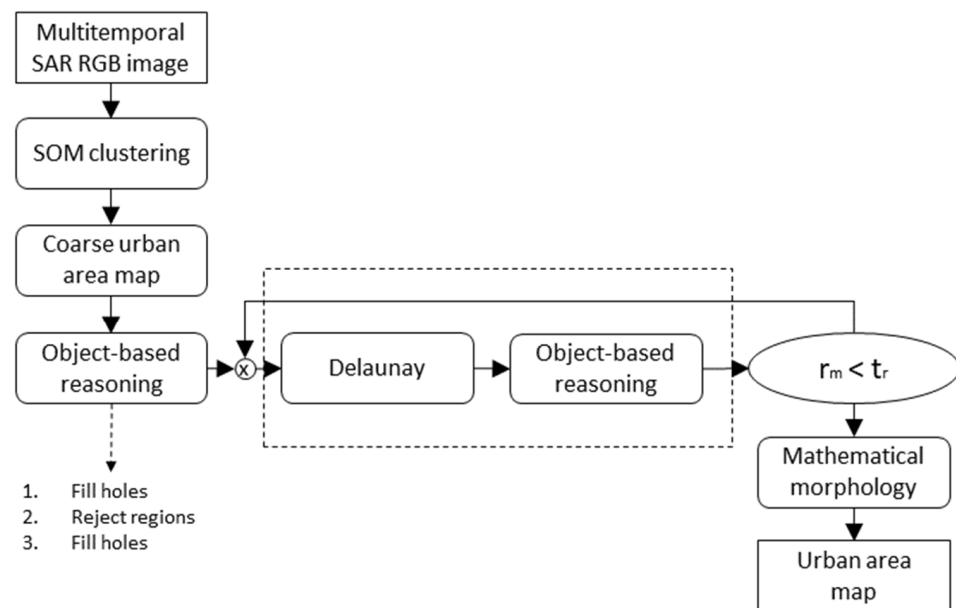 Multitemporal
SAR RGB image
SOM clustering
Coarse urban
area map
Object-based
reasoning
x
Delaunay
Object-based
reasoning
rm < tr
1. Fill holes
2. Reject regions
3. Fill holes
Mathematical
morphology
Urban area
map